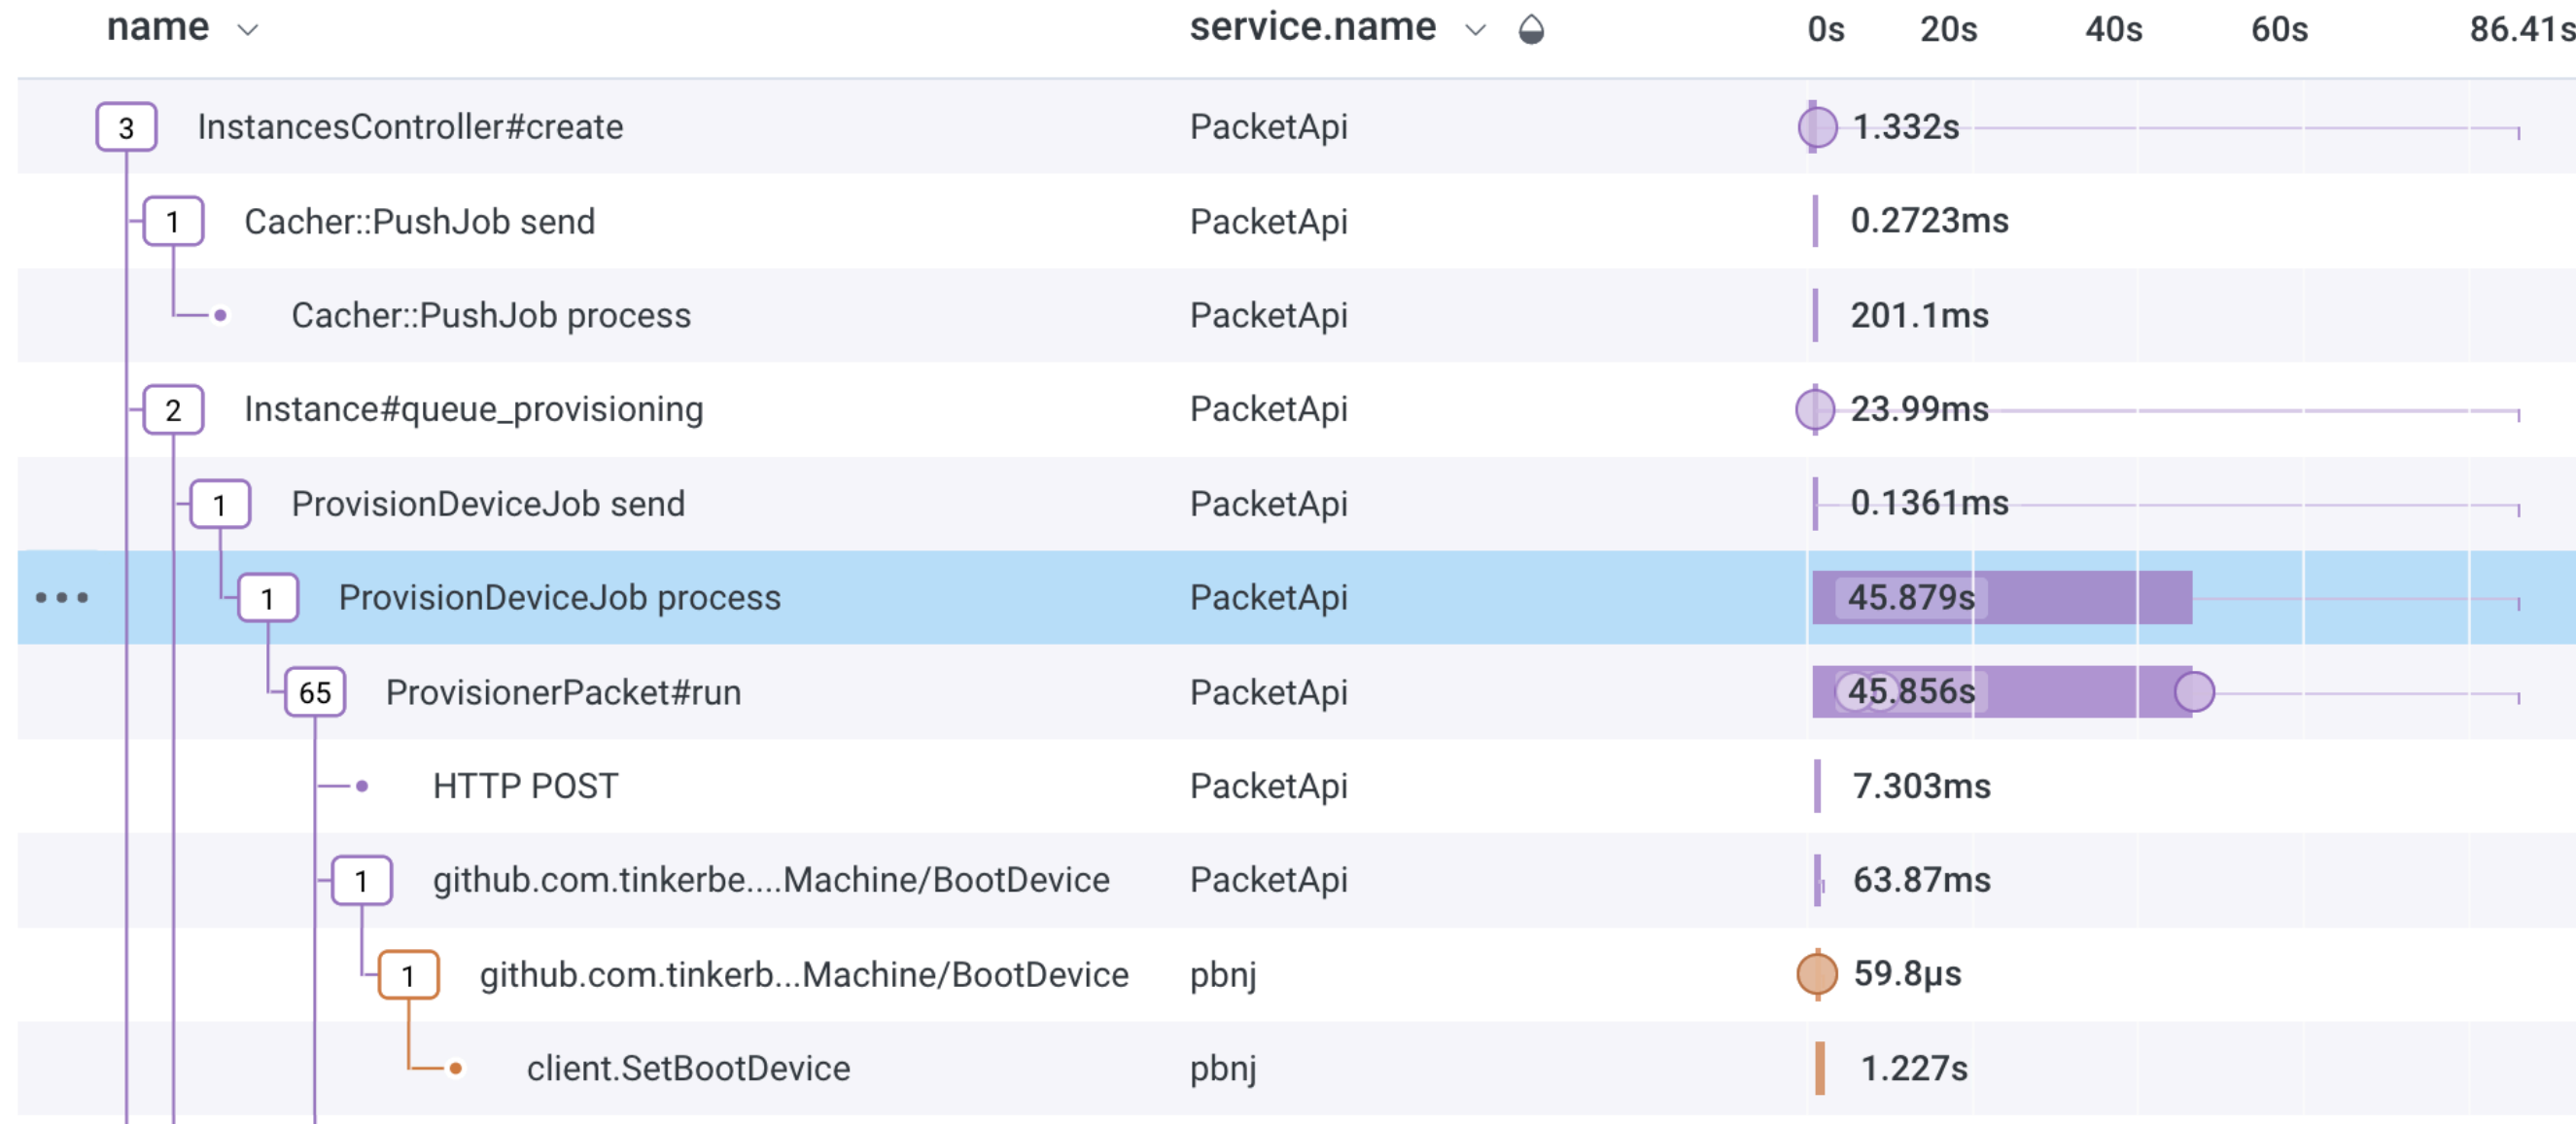 name service.name 0s 20s 40s 60s 86.41s
3 InstancesController#create PacketApi 1.332s
1 Cacher::PushJob send PacketApi 0.2723ms
Cacher::PushJob process PacketApi 201.1ms
2 Instance#queue_provisioning PacketApi 23.99ms
1 ProvisionDeviceJob send PacketApi 0.1361ms
1 ProvisionDeviceJob process PacketApi 45.879s
65 ProvisionerPacket#run PacketApi 45.856s
HTTP POST PacketApi 7.303ms
1 github.com.tinkerbe....Machine/BootDevice PacketApi 63.87ms
1 github.com.tinkerb...Machine/BootDevice pbnj 59.8μs
client.SetBootDevice pbnj 1.227s